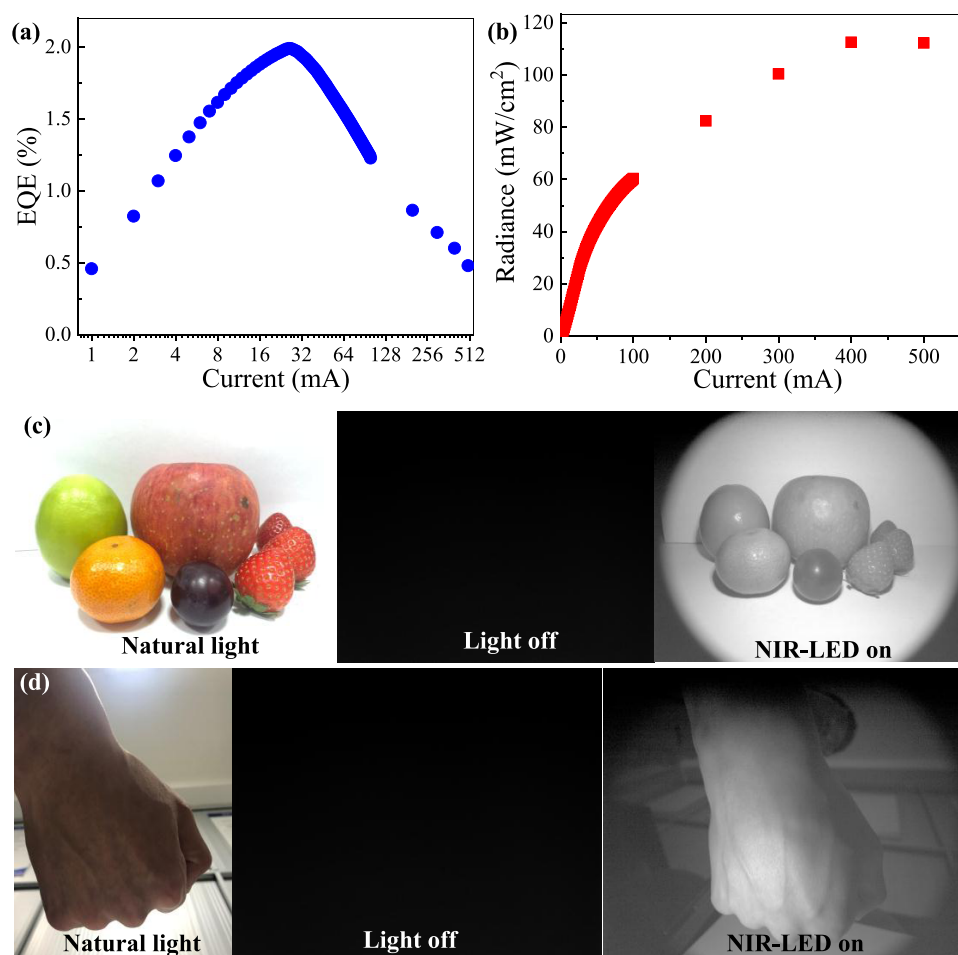 (a)
2.0
1.5
1.0
0.5
0.0
EQE (%)
1 2 4 8 16 32 64 128 256 512
Current (mA)
(b)
120
100
80
60
40
20
0
Radiance (mW/cm²)
0 100 200 300 400 500
Current (mA)
(c)
Natural light
Light off
NIR-LED on
(d)
Natural light
Light off
NIR-LED on